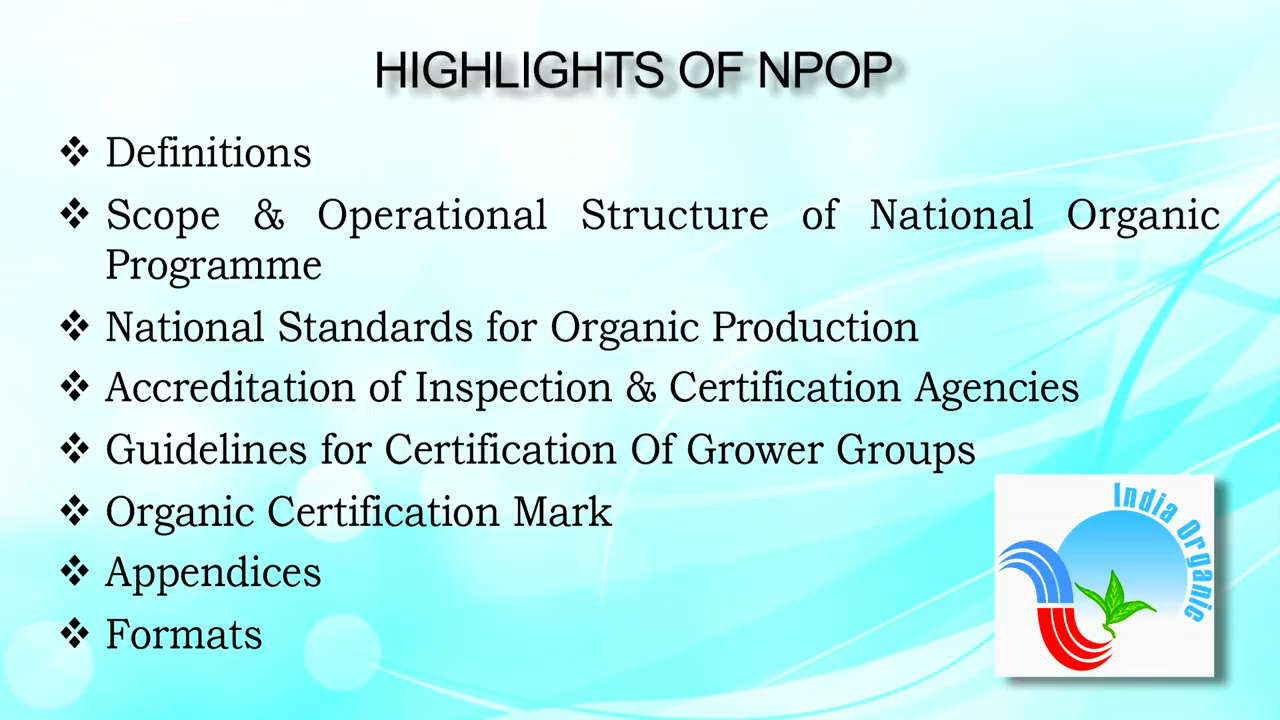 HIGHLIGHTS OF NPOP
❖ Definitions
❖ Scope & Operational Structure of National Organic
Programme
❖ National Standards for Organic Production
❖ Accreditation of Inspection & Certification Agencies
❖ Guidelines for Certification Of Grower Groups
❖ Organic Certification Mark
❖ Appendices
❖ Formats
India Organic